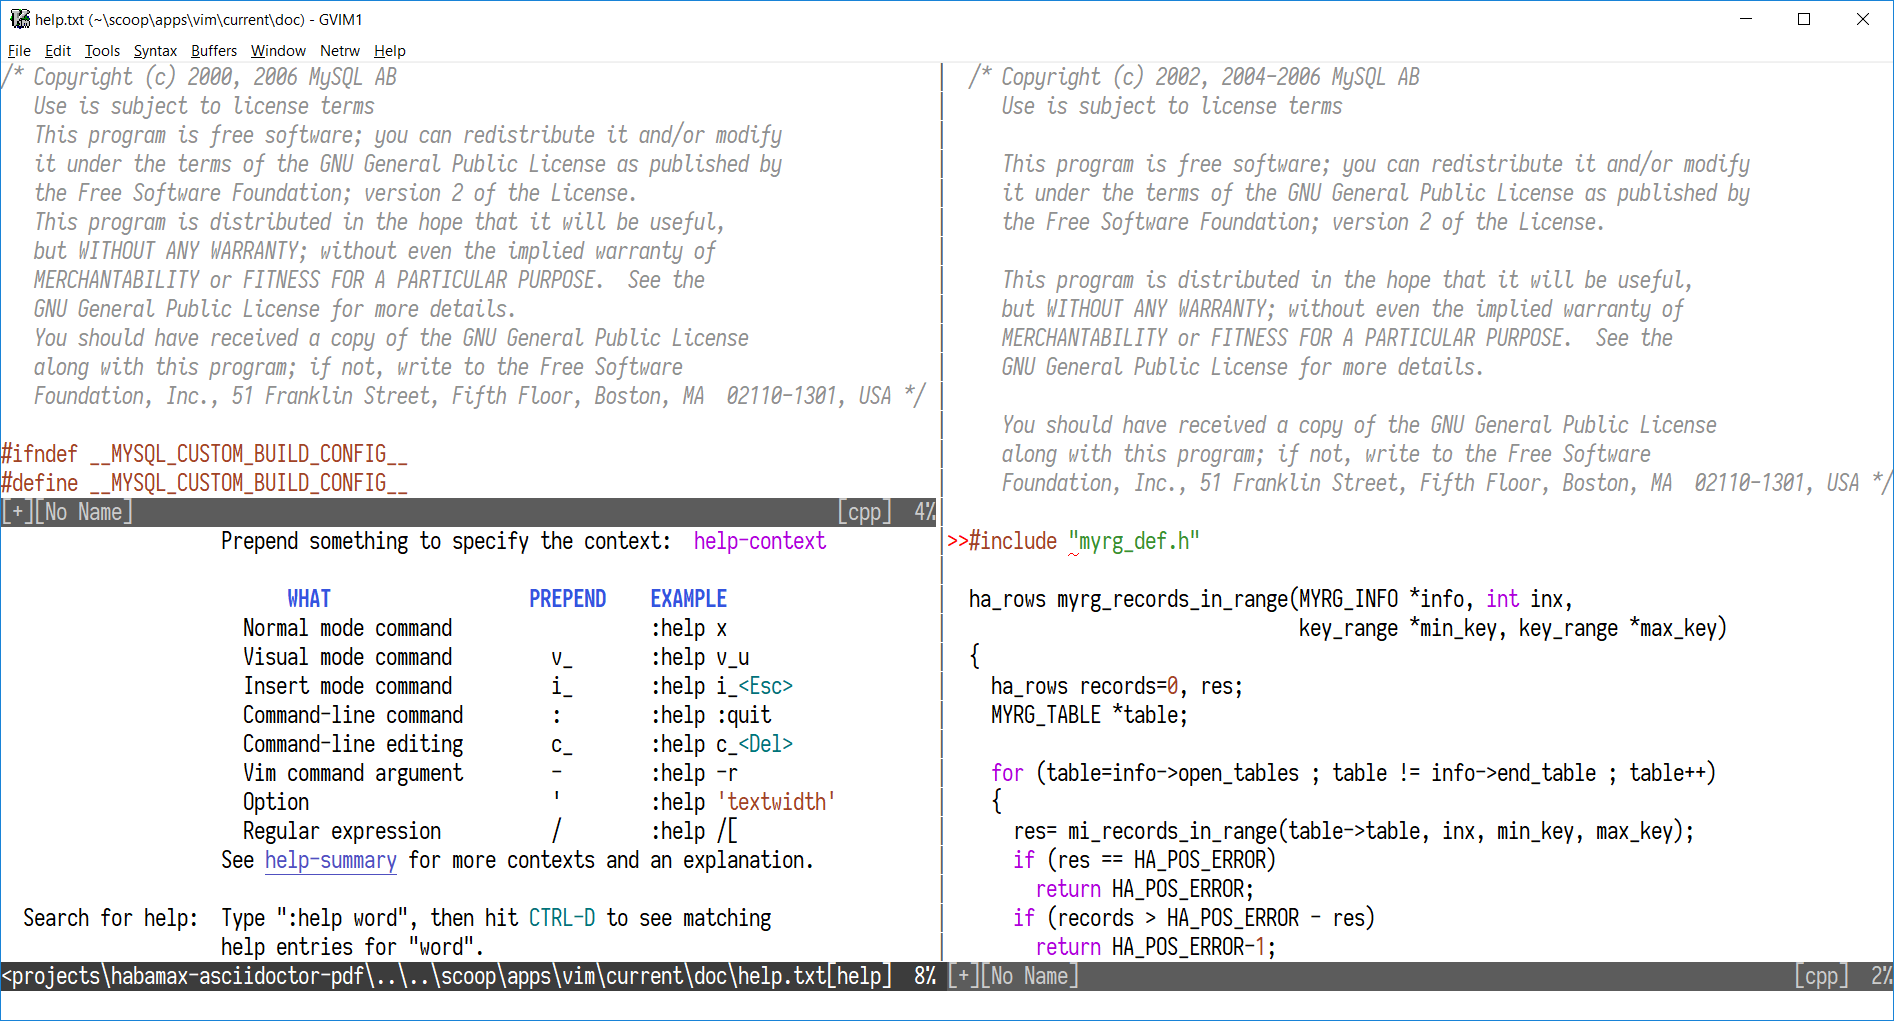 help.txt (~\scoop\apps\vim\current\doc) - GVIM1
File Edit Tools Syntax Buffers Window Netrw Help
/* Copyright (c) 2000, 2006 MySQL AB
Use is subject to license terms
This program is free software; you can redistribute it and/or modify
it under the terms of the GNU General Public License as published by
the Free Software Foundation; version 2 of the License.
This program is distributed in the hope that it will be useful,
but WITHOUT ANY WARRANTY; without even the implied warranty of
MERCHANTABILITY or FITNESS FOR A PARTICULAR PURPOSE.  See the
GNU General Public License for more details.
You should have received a copy of the GNU General Public License
along with this program; if not, write to the Free Software
Foundation, Inc., 51 Franklin Street, Fifth Floor, Boston, MA  02110-1301, USA */
#ifndef __MYSQL_CUSTOM_BUILD_CONFIG__
#define __MYSQL_CUSTOM_BUILD_CONFIG__
[+][No Name] [cpp] 4%
Prepend something to specify the context:  help-context
WHAT PREPEND EXAMPLE
Normal mode command :help x
Visual mode command v_ :help v_u
Insert mode command i_ :help i_<Esc>
Command-line command : :help :quit
Command-line editing c_ :help c_<Del>
Vim command argument - :help -r
Option ' :help 'textwidth'
Regular expression / :help /[
See help-summary for more contexts and an explanation.
Search for help:  Type ":help word", then hit CTRL-D to see matching
help entries for "word".
<projects\habamax-asciidoctor-pdf\..\..\scoop\apps\vim\current\doc\help.txt[help] 8%
/* Copyright (c) 2002, 2004-2006 MySQL AB
Use is subject to license terms
This program is free software; you can redistribute it and/or modify
it under the terms of the GNU General Public License as published by
the Free Software Foundation; version 2 of the License.
This program is distributed in the hope that it will be useful,
but WITHOUT ANY WARRANTY; without even the implied warranty of
MERCHANTABILITY or FITNESS FOR A PARTICULAR PURPOSE.  See the
GNU General Public License for more details.
You should have received a copy of the GNU General Public License
along with this program; if not, write to the Free Software
Foundation, Inc., 51 Franklin Street, Fifth Floor, Boston, MA  02110-1301, USA */
>>#include "myrg_def.h"
ha_rows myrg_records_in_range(MYRG_INFO *info, int inx,
key_range *min_key, key_range *max_key)
{
ha_rows records=0, res;
MYRG_TABLE *table;
for (table=info->open_tables ; table != info->end_table ; table++)
{
res= mi_records_in_range(table->table, inx, min_key, max_key);
if (res == HA_POS_ERROR)
return HA_POS_ERROR;
if (records > HA_POS_ERROR - res)
return HA_POS_ERROR-1;
[+][No Name] [cpp] 2%